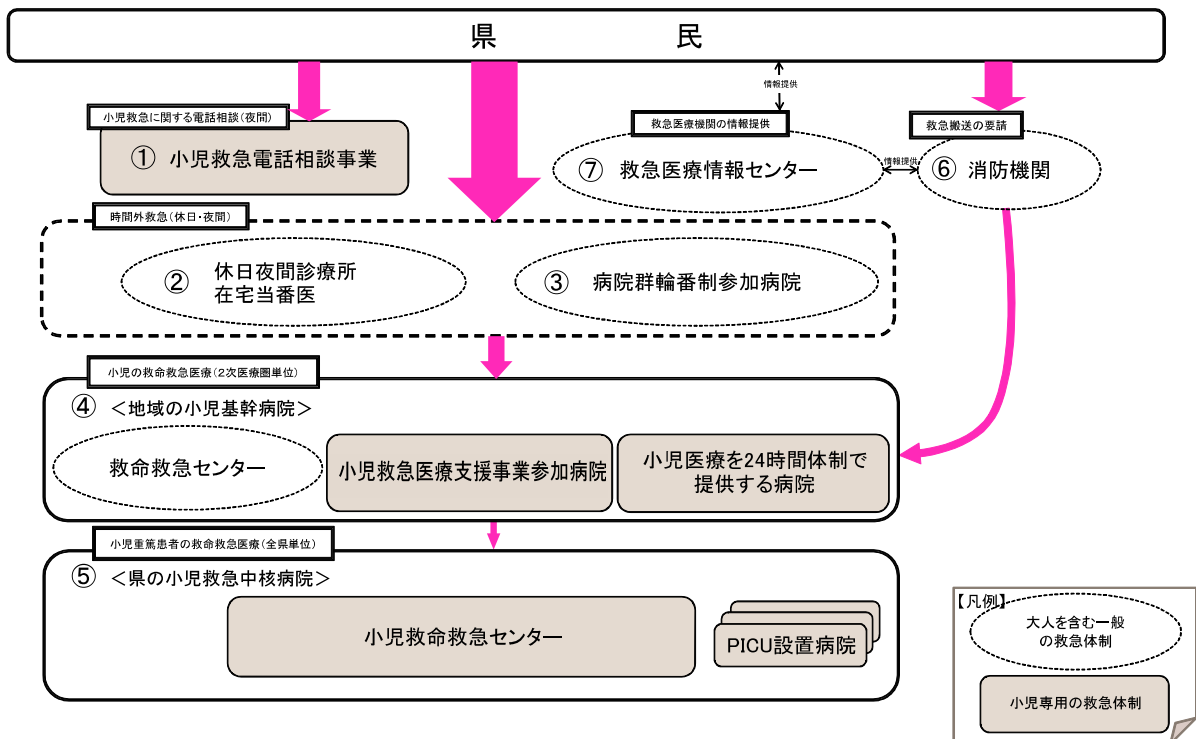 県 民
情報提供
小児救急に関する電話相談(夜間)
① 小児救急電話相談事業
救急医療機関の情報提供
⑦ 救急医療情報センター
情報提供
救急搬送の要請
⑥ 消防機関
時間外救急(休日・夜間)
② 休日夜間診療所
在宅当番医
③ 病院群輪番制参加病院
小児の救命救急医療(2次医療圏単位)
④ <地域の小児基幹病院>
救命救急センター
小児救急医療支援事業参加病院
小児医療を24時間体制で
提供する病院
小児重篤患者の救命救急医療(全県単位)
⑤ <県の小児救急中核病院>
小児救命救急センター
PICU設置病院
【凡例】
大人を含む一般
の救急体制
小児専用の救急体制